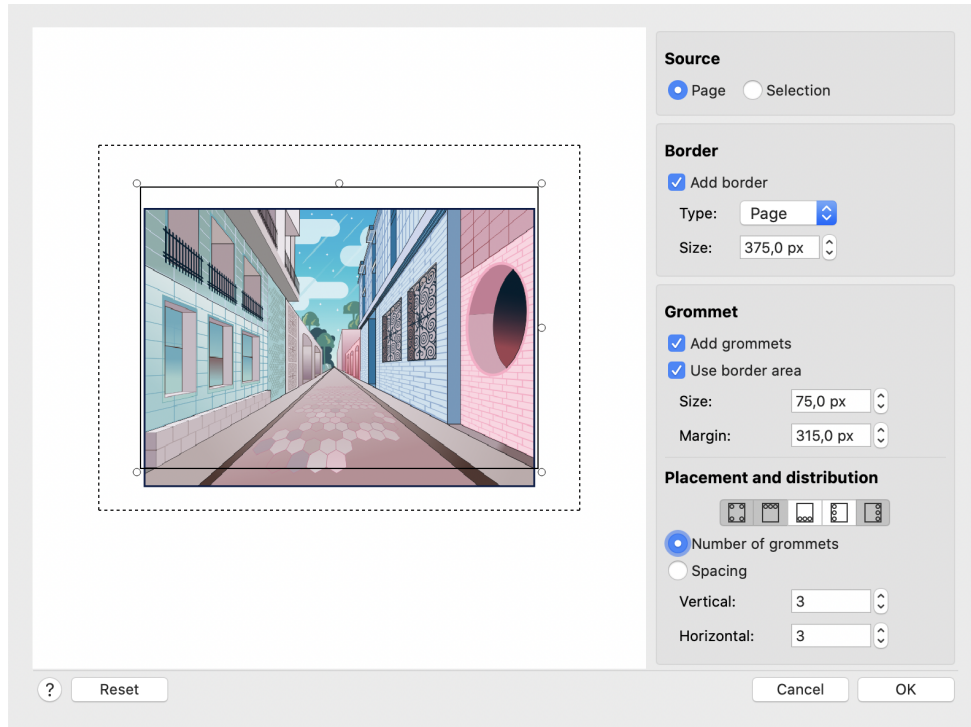 Source
Page Selection
Border
Add border
Type: Page
Size: 375,0 px
Grommet
Add grommets
Use border area
Size: 75,0 px
Margin: 315,0 px
Placement and distribution
Number of grommets
Spacing
Vertical: 3
Horizontal: 3
? Reset Cancel OK